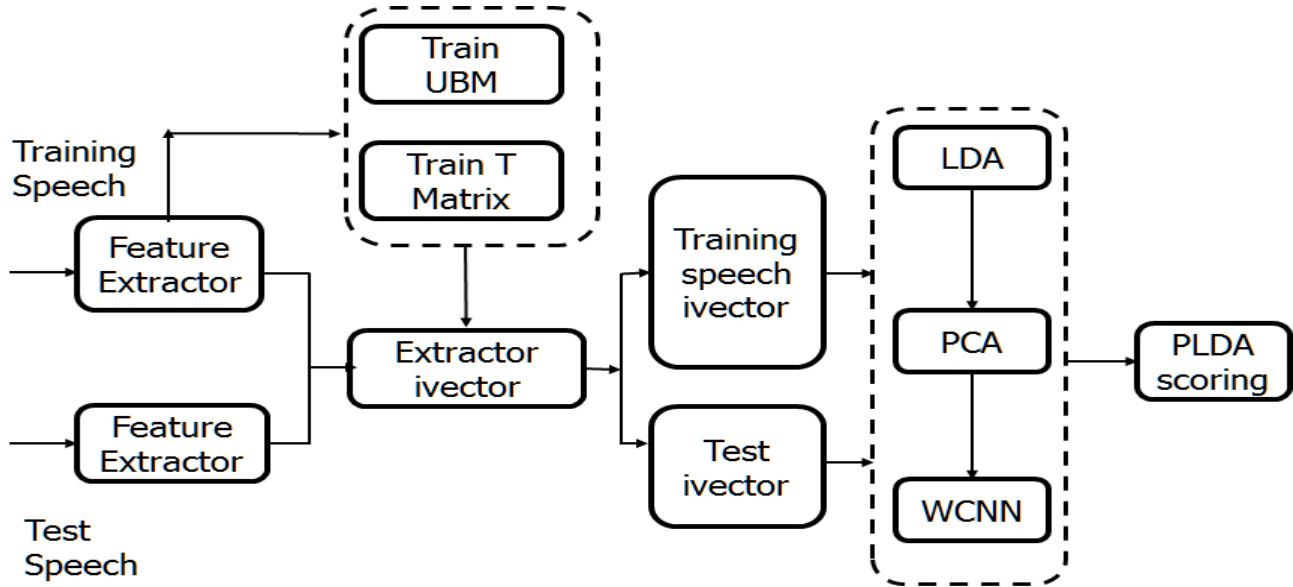 Train
UBM
Train T
Matrix
Training
Speech
Feature
Extractor
Feature
Extractor
Test
Speech
Extractor
ivector
Training
speech
ivector
Test
ivector
LDA
PCA
WCNN
PLDA
scoring